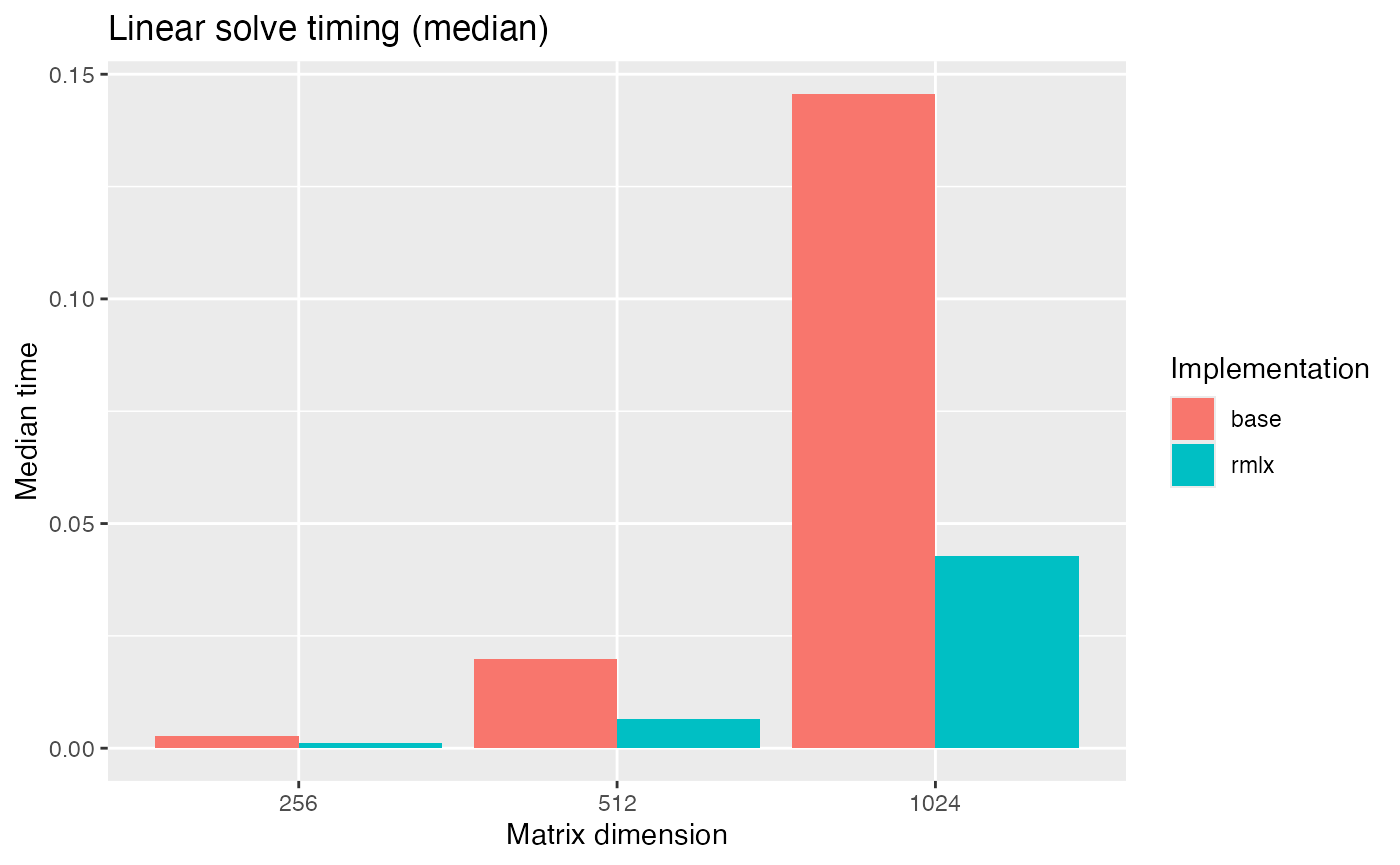 Linear solve timing (median)
0.15
0.10
0.05
0.00
Median time
256 512 1024
Matrix dimension
Implementation
base
rmlx